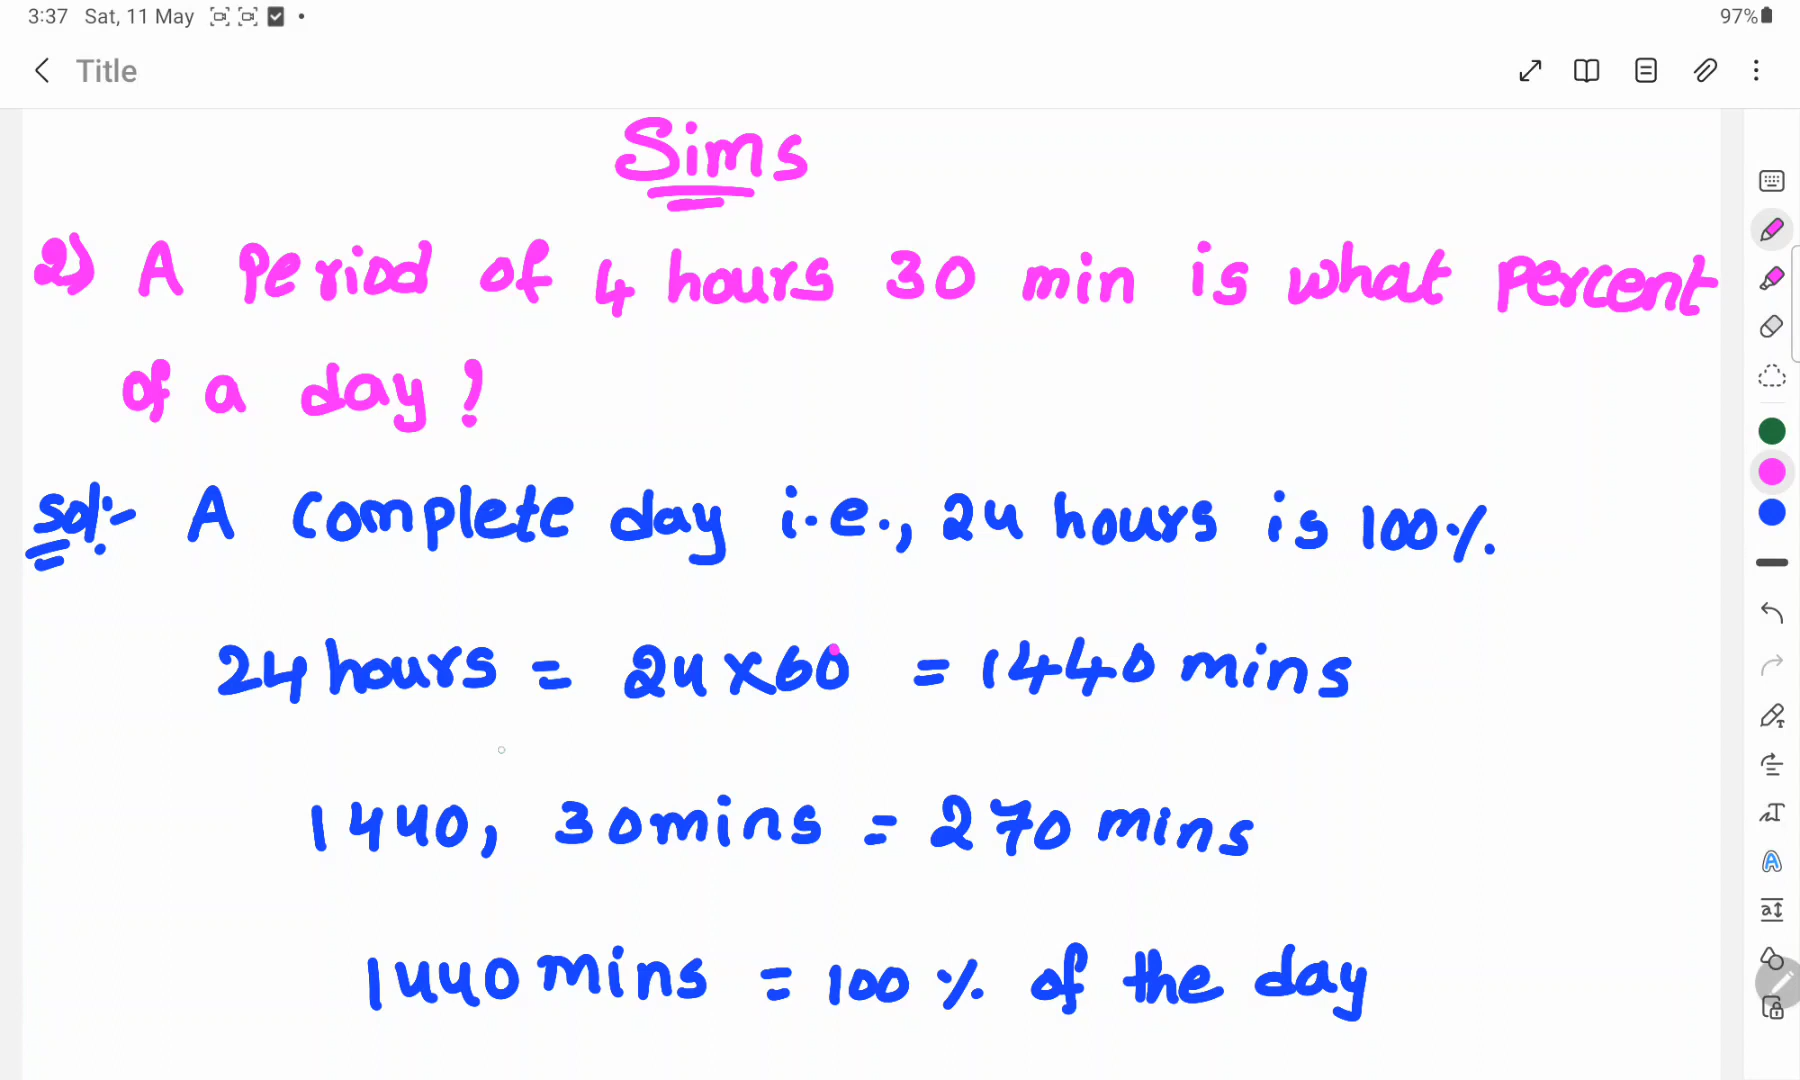 3:37 Sat, 11 May
97%
Title
Sims
2) A Period of 4 hours 30 min is what percent
of a day?
Sol:- A complete day i.e., 24 hours is 100%.
24 hours = 24 x 60 = 1440 mins
1440, 30mins = 270 mins
1440 mins = 100 % of the day